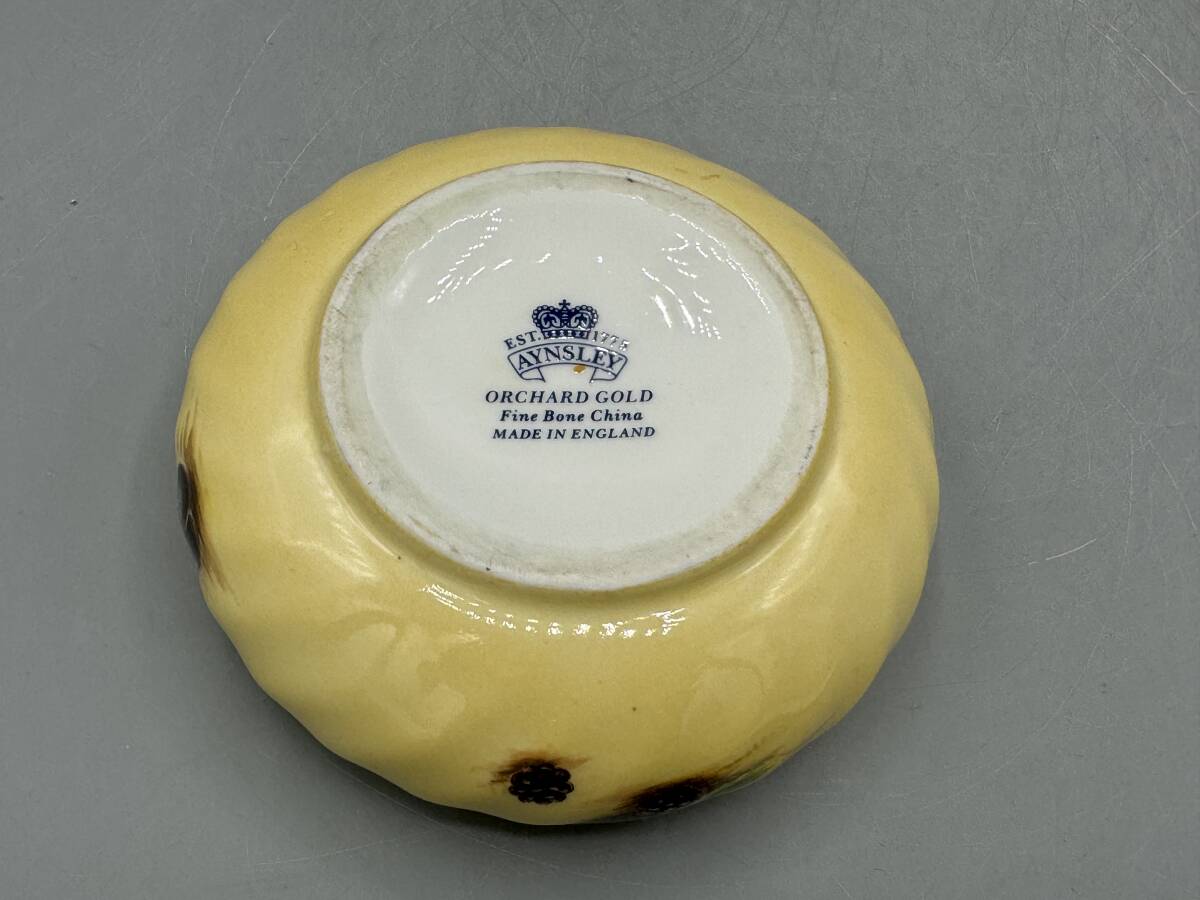 EST. 1775
AYNSLEY
ORCHARD GOLD
Fine Bone China
MADE IN ENGLAND